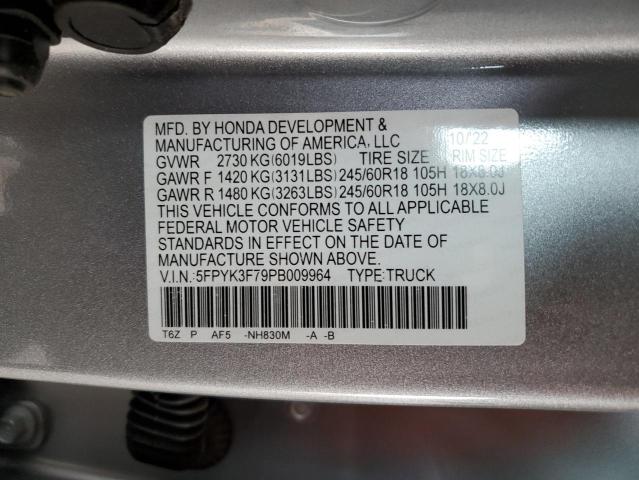 MFD. BY HONDA DEVELOPMENT &
MANUFACTURING OF AMERICA, LLC 10/22
GVWR 2730 KG(6019LBS) TIRE SIZE RIM SIZE
GAWR F 1420 KG(3131LBS) 245/60R18 105H 18X8.0J
GAWR R 1480 KG(3263LBS) 245/60R18 105H 18X8.0J
THIS VEHICLE CONFORMS TO ALL APPLICABLE
FEDERAL MOTOR VEHICLE SAFETY
STANDARDS IN EFFECT ON THE DATE OF
MANUFACTURE SHOWN ABOVE.
V.I.N.:5FPYK3F79PB009964 TYPE:TRUCK
T6Z P AF5 -NH830M -A -B